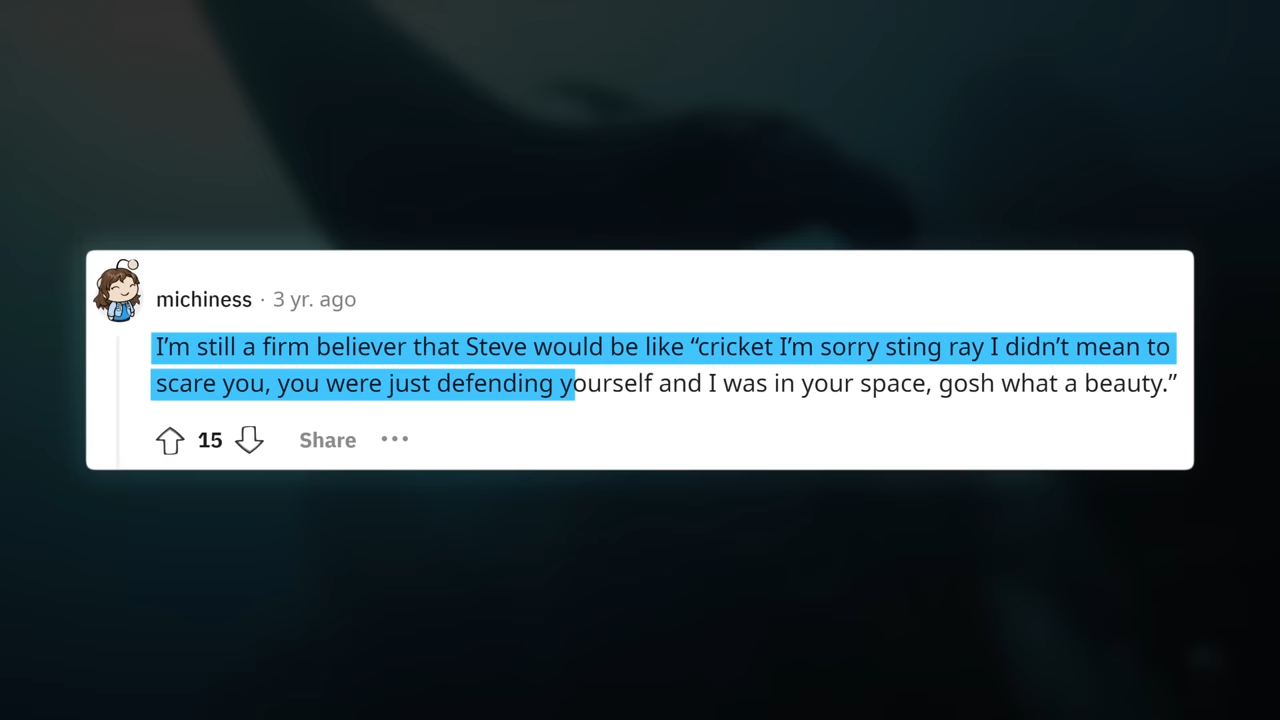 michiness · 3 yr. ago
I’m still a firm believer that Steve would be like “cricket I’m sorry sting ray I didn’t mean to
scare you, you were just defending yourself and I was in your space, gosh what a beauty.”
15 Share •••